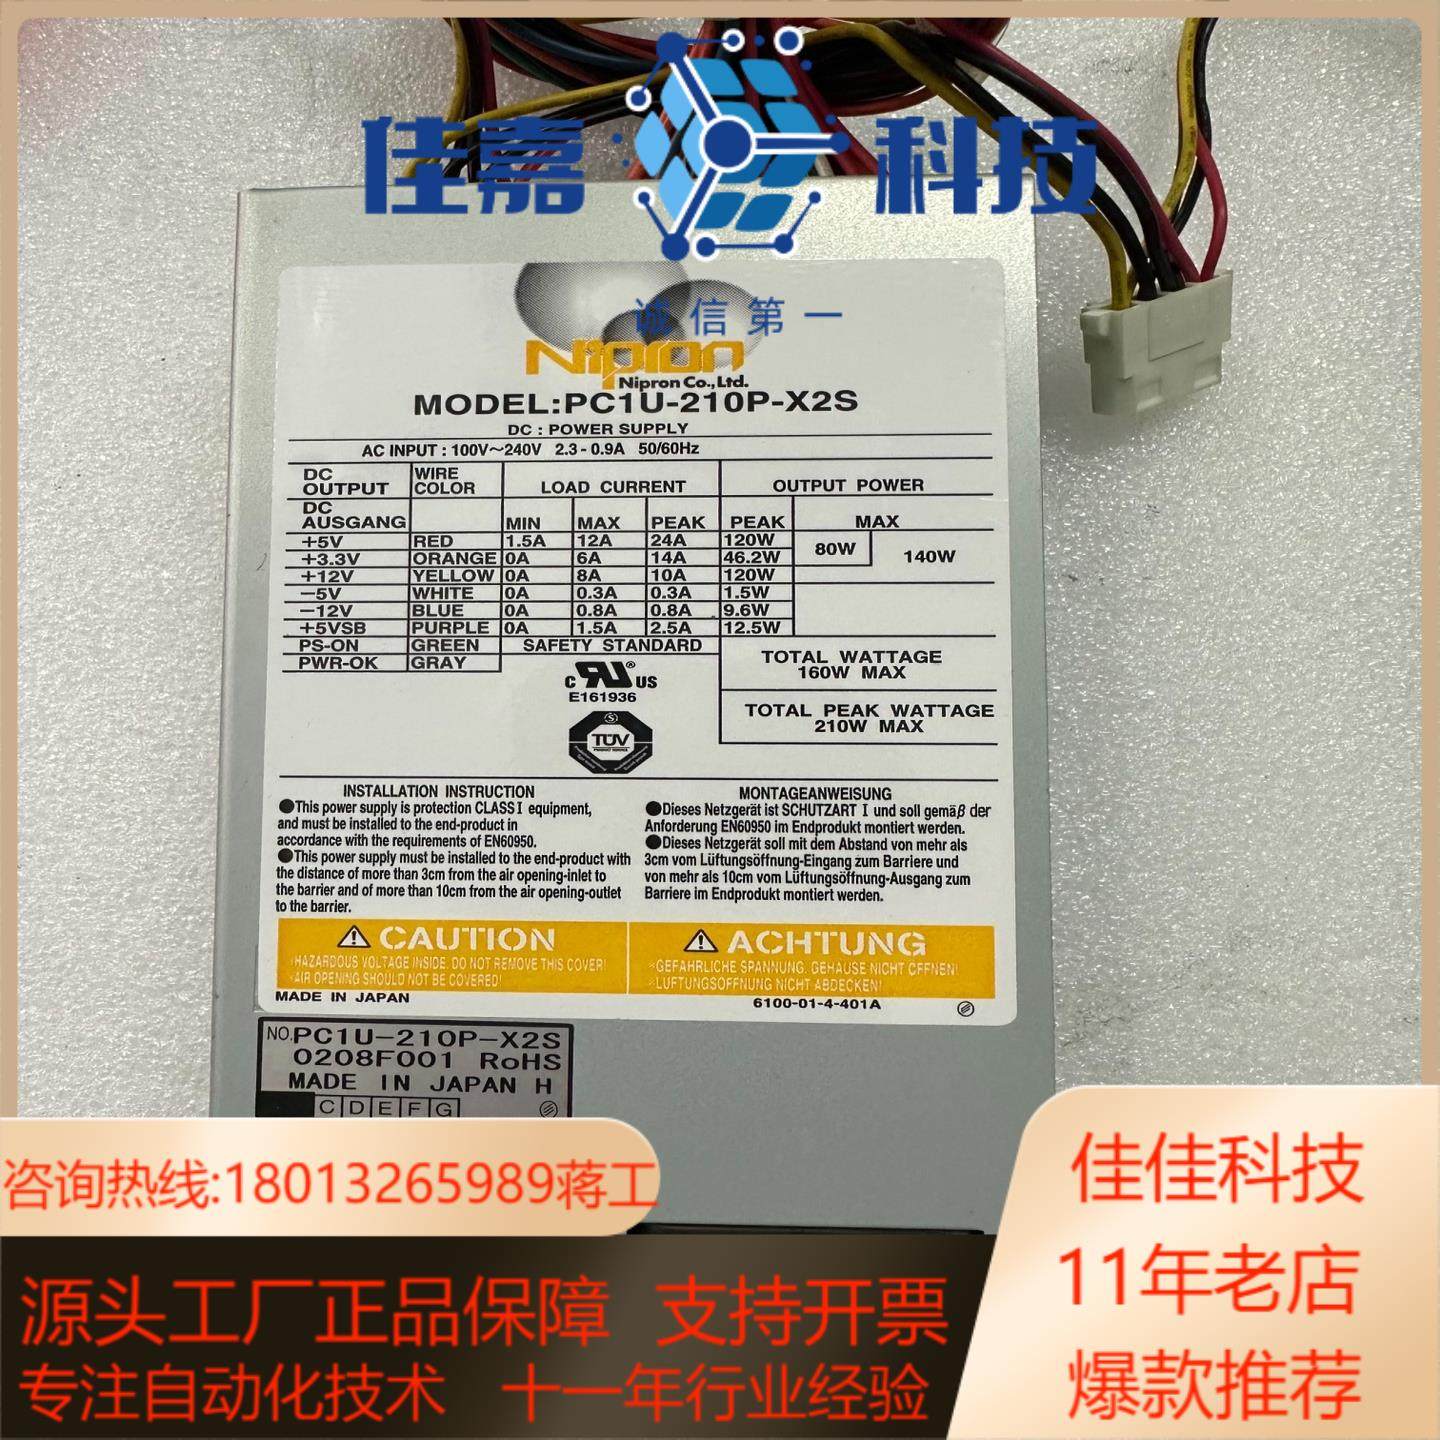 佳嘉 科技
诚信第一
Nipron
Nipron Co.,Ltd.
MODEL:PC1U-210P-X2S
DC : POWER SUPPLY
AC INPUT : 100V～240V 2.3 - 0.9A 50/60Hz
DC OUTPUT WIRE COLOR LOAD CURRENT OUTPUT POWER
DC AUSGANG MIN MAX PEAK PEAK MAX
+5V RED 1.5A 12A 24A 120W 80W 140W
+3.3V ORANGE 0A 6A 14A 46.2W
+12V YELLOW 0A 8A 10A 120W
−5V WHITE 0A 0.3A 0.3A 1.5W
−12V BLUE 0A 0.8A 0.8A 9.6W
+5VSB PURPLE 0A 1.5A 2.5A 12.5W
PS-ON GREEN SAFETY STANDARD
PWR-OK GRAY
TOTAL WATTAGE
160W MAX
c RU ® US
E161936
TOTAL PEAK WATTAGE
210W MAX
TÜV
INSTALLATION INSTRUCTION
●This power supply is protection CLASS I equipment,
and must be installed to the end-product in
accordance with the requirements of EN60950.
●This power supply must be installed to the end-product with
the distance of more than 3cm from the air opening-inlet to
the barrier and of more than 10cm from the air opening-outlet
to the barrier.
MONTAGEANWEISUNG
●Dieses Netzgerät ist SCHUTZART I und soll gemäβ der
Anforderung EN60950 im Endprodukt montiert werden.
●Dieses Netzgerät soll mit dem Abstand von mehr als
3cm vom Lüftungsöffnung-Eingang zum Barriere und
von mehr als 10cm vom Lüftungsöffnung-Ausgang zum
Barriere im Endprodukt montiert werden.
CAUTION
HAZARDOUS VOLTAGE INSIDE. DO NOT REMOVE THIS COVER!
AIR OPENING SHOULD NOT BE COVERED!
ACHTUNG
GEFAHRLICHE SPANNUNG. GEHAUSE NICHT OFFNEN!
LUFTUNGSOFFNUNG NICHT ABDECKEN!
MADE IN JAPAN 6100-01-4-401A
NO. PC1U-210P-X2S
0208F001 RoHS
MADE IN JAPAN H
C D E F G
咨询热线:18013265989蒋工
佳佳科技
11年老店
爆款推荐
源头工厂正品保障 支持开票
专注自动化技术 十一年行业经验